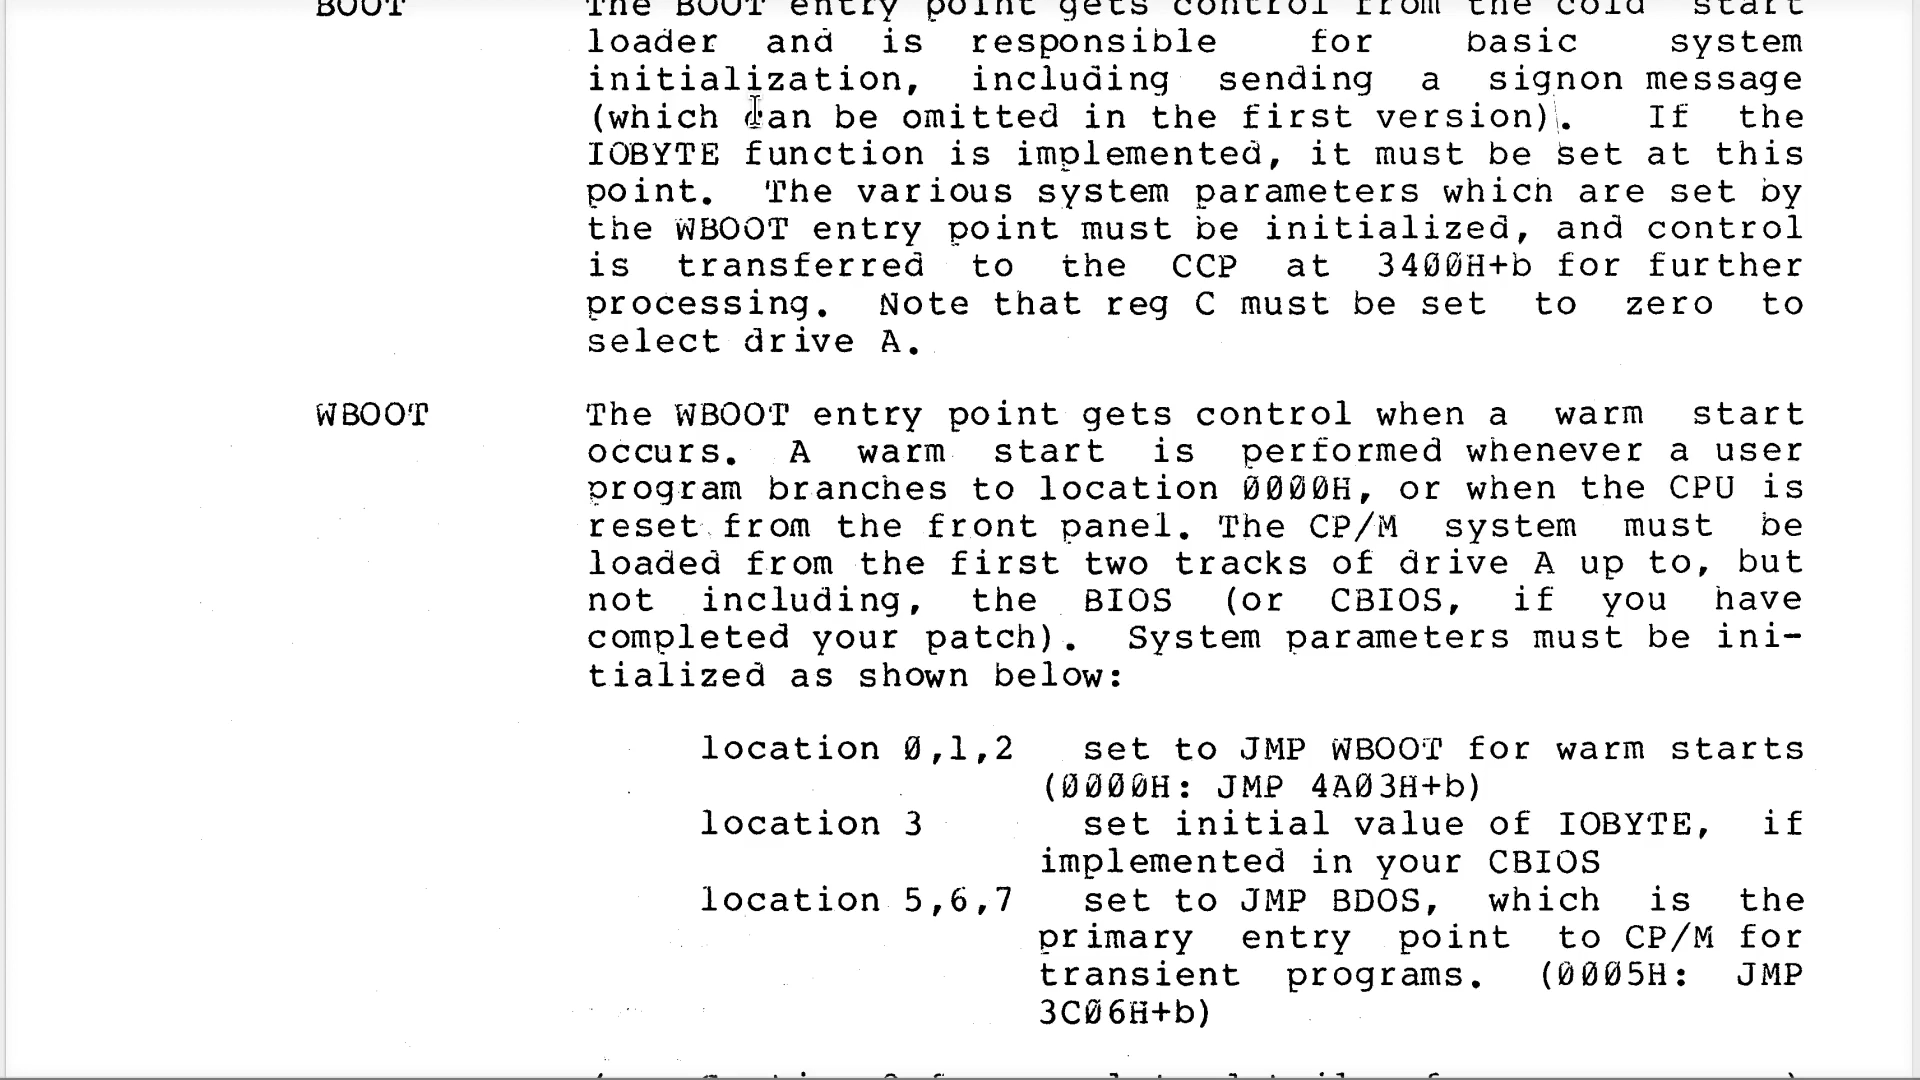 BOOT The BOOT entry point gets control from the cold start
loader and is responsible for basic system
initialization, including sending a signon message
(which can be omitted in the first version). If the
IOBYTE function is implemented, it must be set at this
point. The various system parameters which are set by
the WBOOT entry point must be initialized, and control
is transferred to the CCP at 3400H+b for further
processing. Note that reg C must be set to zero to
select drive A.
WBOOT The WBOOT entry point gets control when a warm start
occurs. A warm start is performed whenever a user
program branches to location 0000H, or when the CPU is
reset from the front panel. The CP/M system must be
loaded from the first two tracks of drive A up to, but
not including, the BIOS (or CBIOS, if you have
completed your patch). System parameters must be ini-
tialized as shown below:
location 0,1,2 set to JMP WBOOT for warm starts
(0000H: JMP 4A03H+b)
location 3 set initial value of IOBYTE, if
implemented in your CBIOS
location 5,6,7 set to JMP BDOS, which is the
primary entry point to CP/M for
transient programs. (0005H: JMP
3C06H+b)